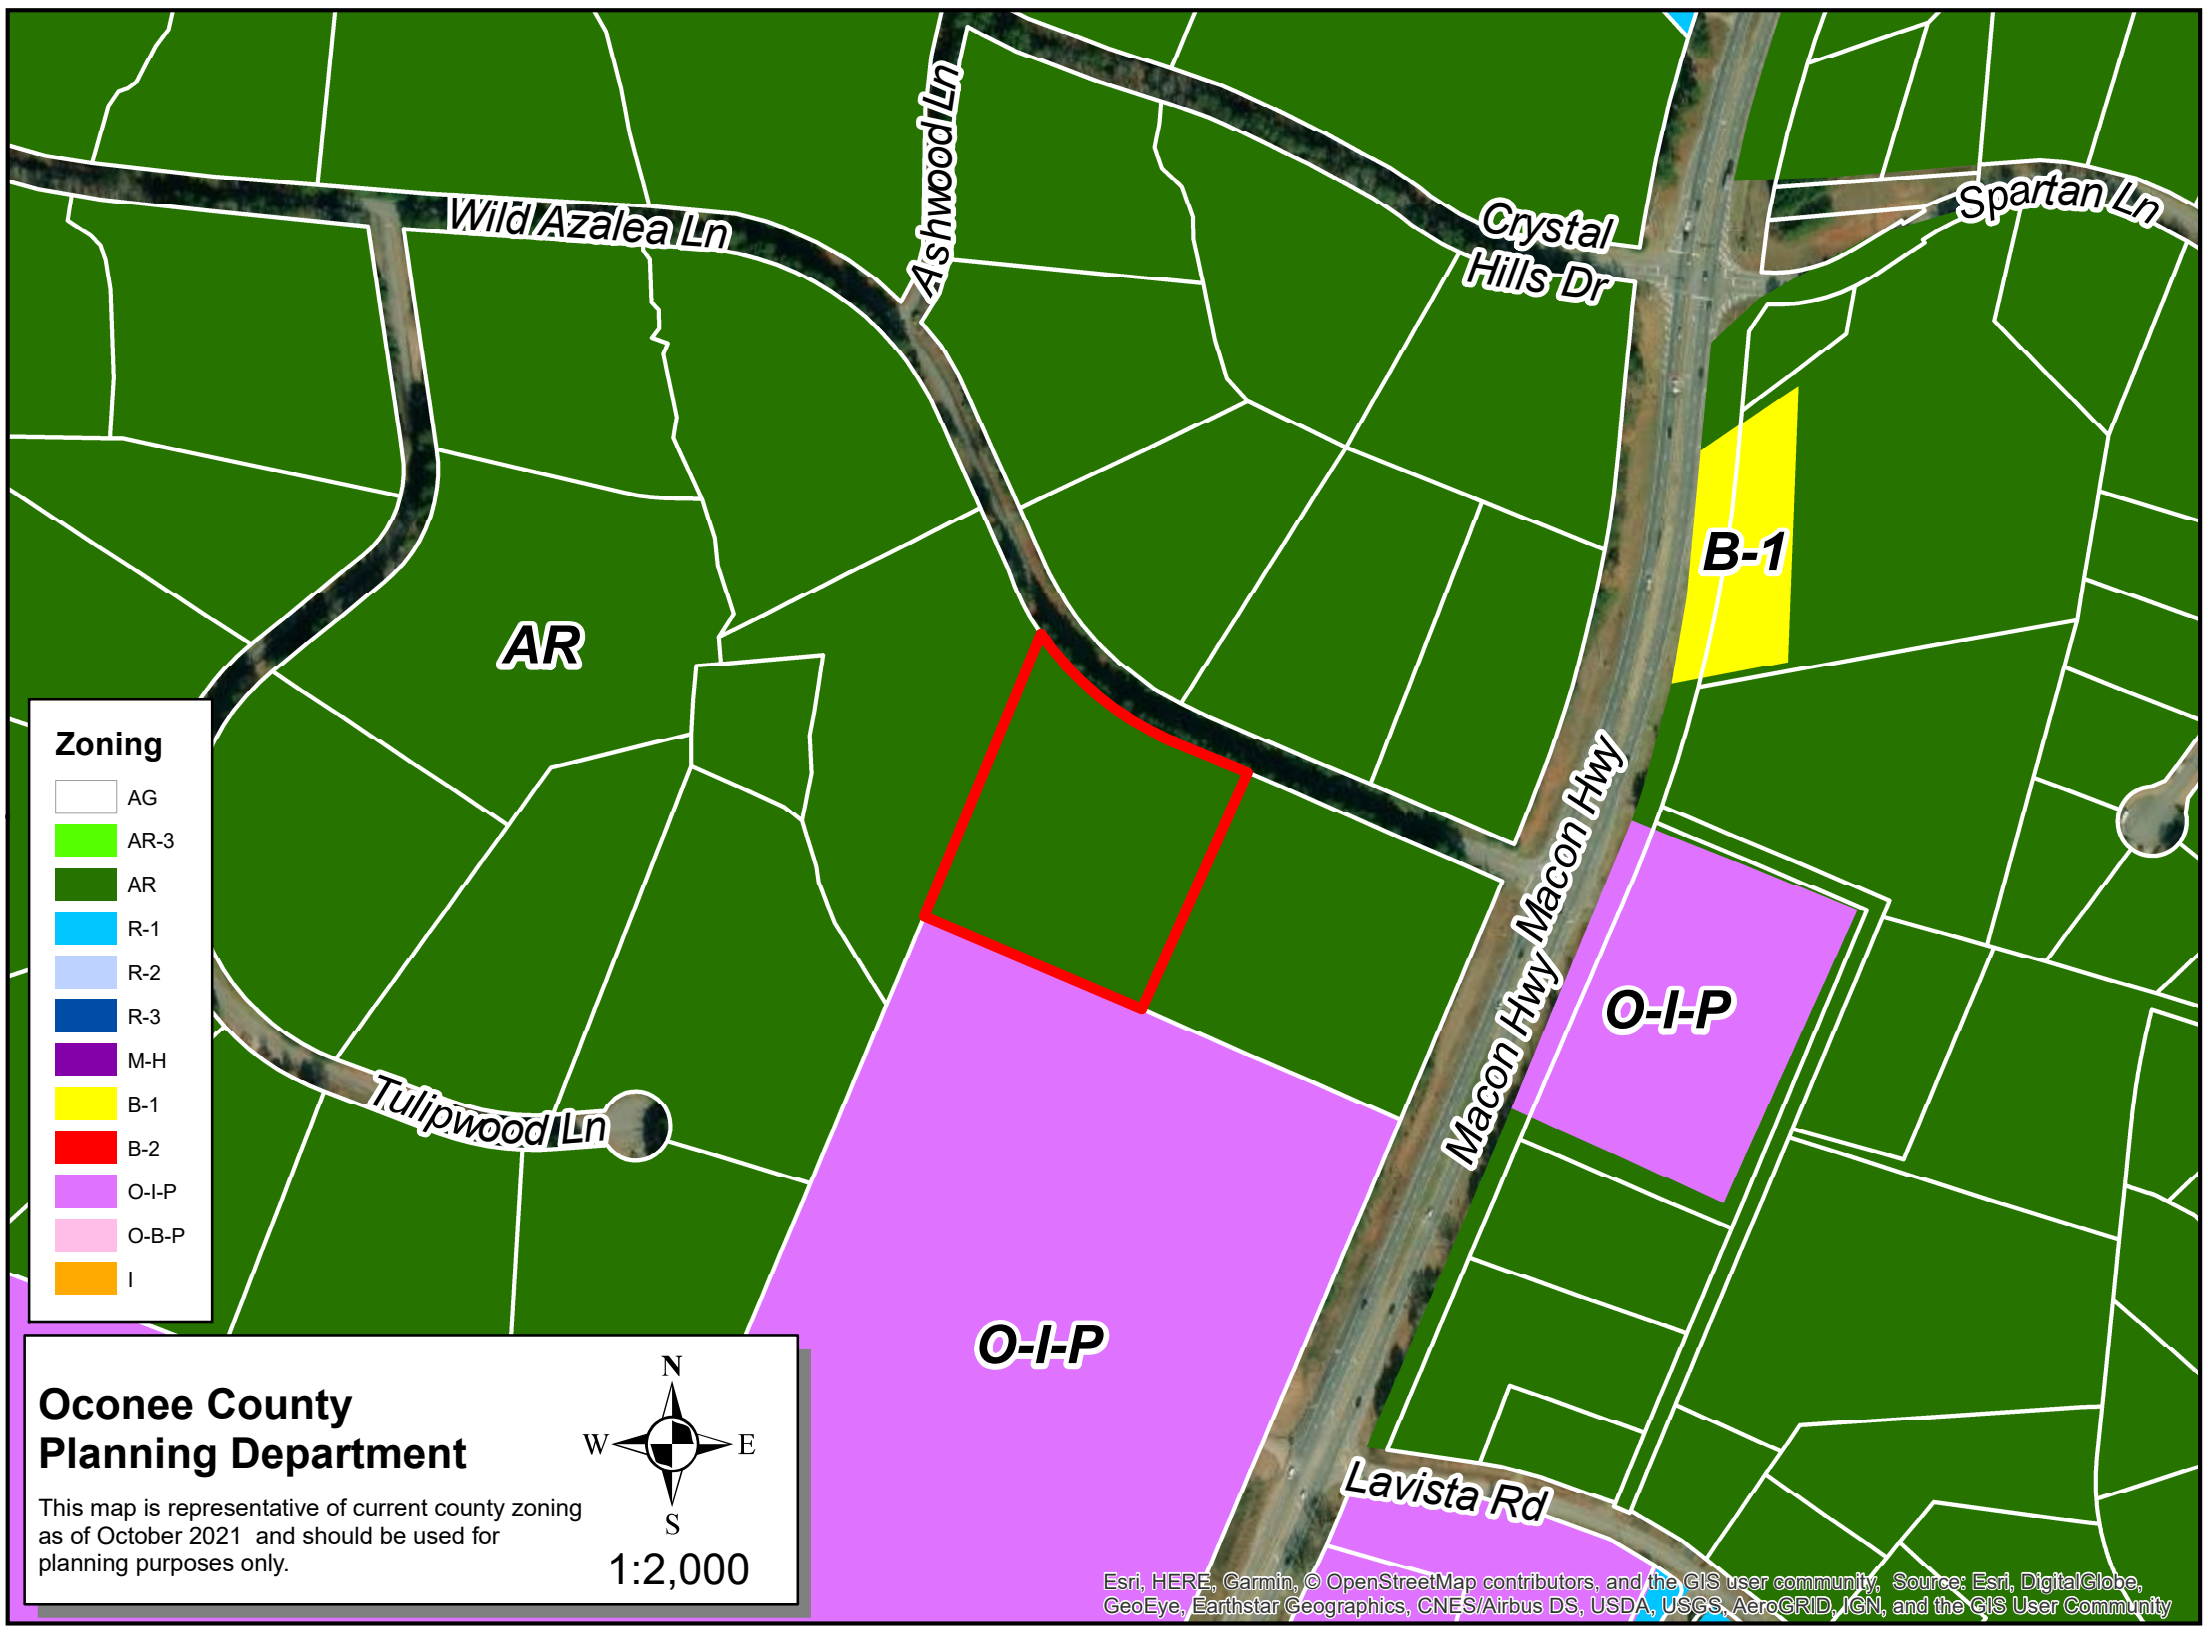 Ashwood Ln
Wild Azalea Ln
Crystal
Hills Dr
Spartan Ln
B-1
AR
Macon Hwy
Macon Hwy
O-I-P
Tulipwood Ln
O-I-P
Lavista Rd
Zoning
AG
AR-3
AR
R-1
R-2
R-3
M-H
B-1
B-2
O-I-P
O-B-P
I
Oconee County
Planning Department
This map is representative of current county zoning
as of October 2021 and should be used for
planning purposes only.
N
W
E
S
1:2,000
Esri, HERE, Garmin, © OpenStreetMap contributors, and the GIS user community, Source: Esri, DigitalGlobe,
GeoEye, Earthstar Geographics, CNES/Airbus DS, USDA, USGS, AeroGRID, IGN, and the GIS User Community